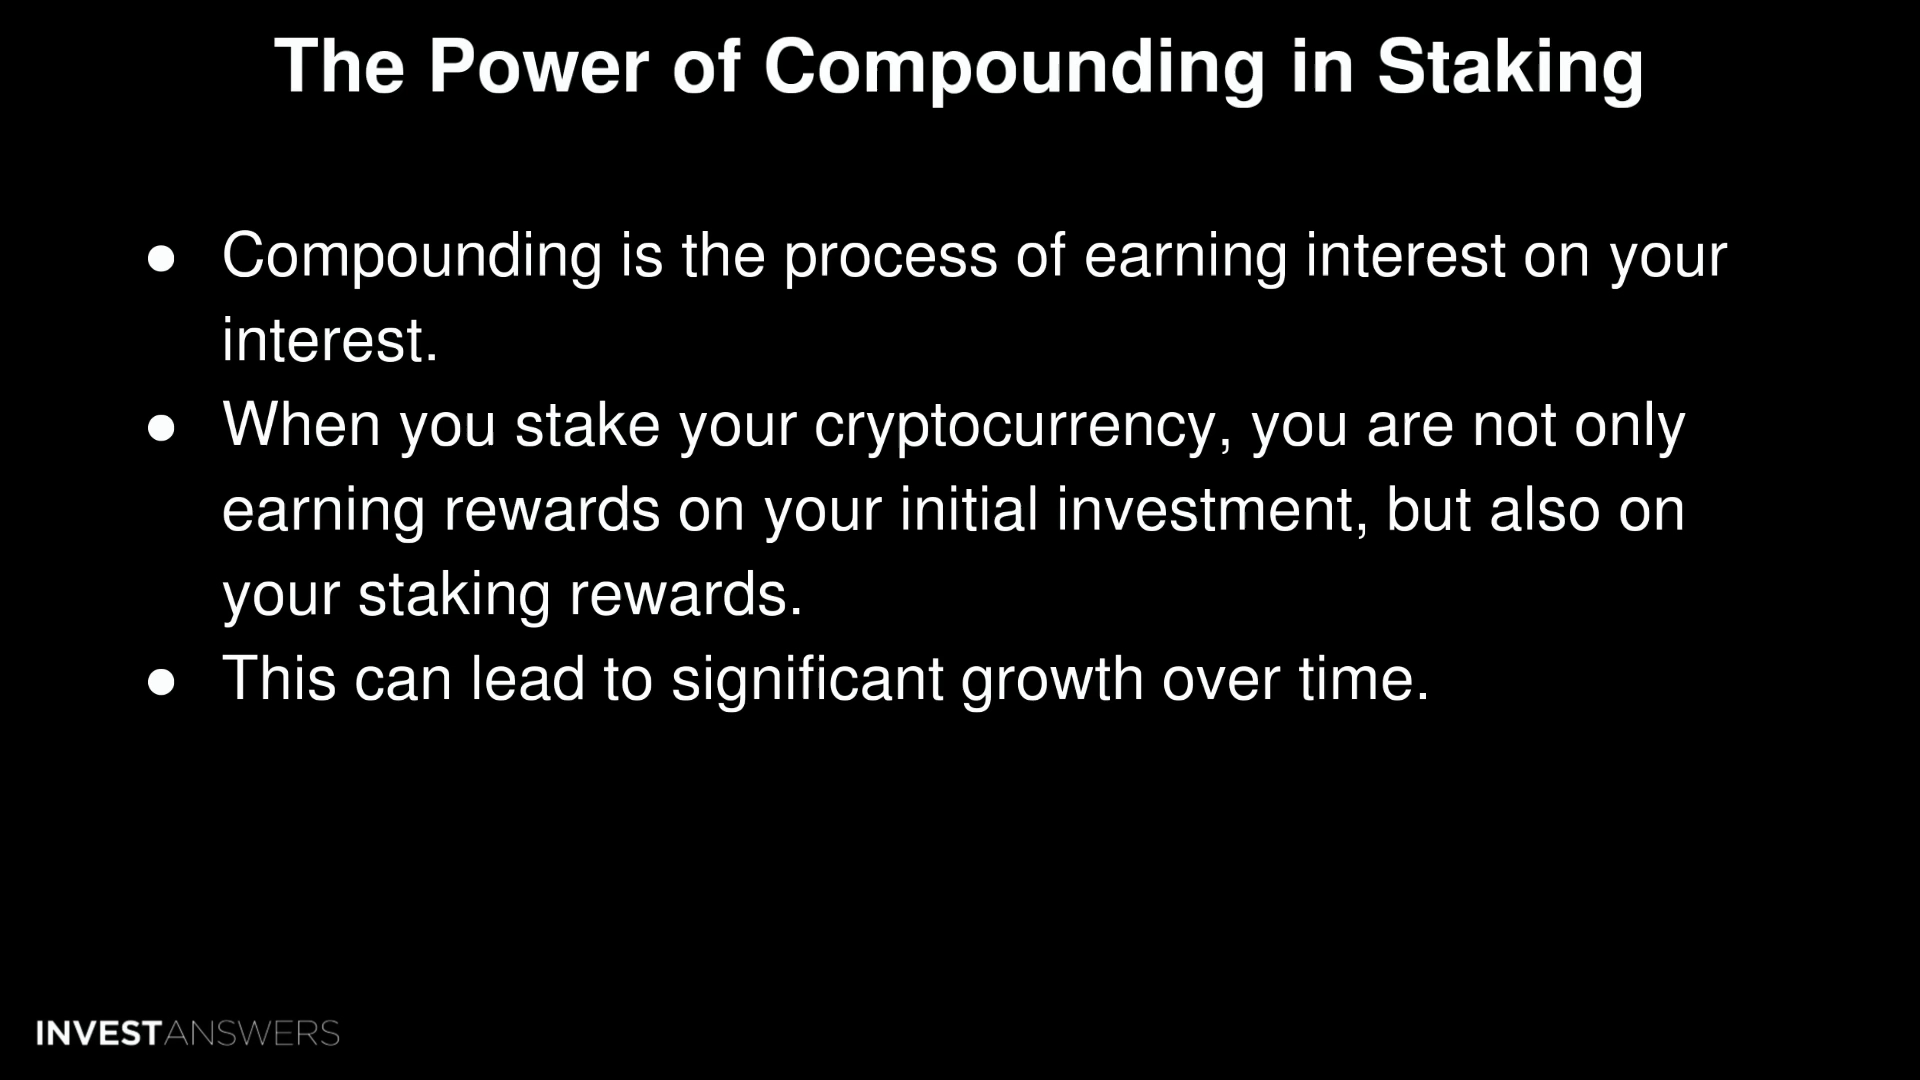 The Power of Compounding in Staking
● Compounding is the process of earning interest on your
interest.
● When you stake your cryptocurrency, you are not only
earning rewards on your initial investment, but also on
your staking rewards.
● This can lead to significant growth over time.
INVESTANSWERS